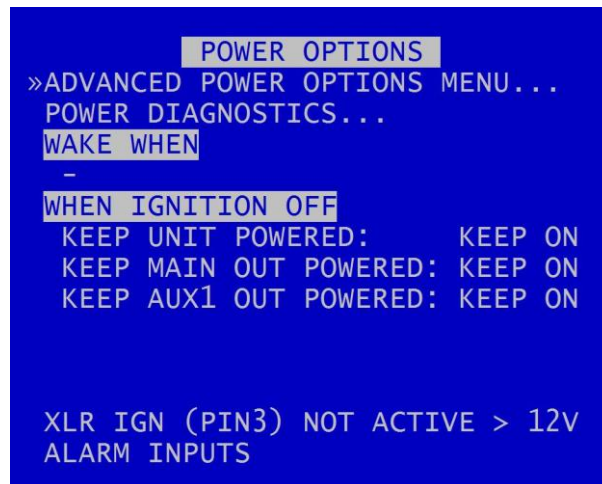 POWER OPTIONS
»ADVANCED POWER OPTIONS MENU...
POWER DIAGNOSTICS...
WAKE WHEN
-
WHEN IGNITION OFF
KEEP UNIT POWERED: KEEP ON
KEEP MAIN OUT POWERED: KEEP ON
KEEP AUX1 OUT POWERED: KEEP ON
XLR IGN (PIN3) NOT ACTIVE > 12V
ALARM INPUTS